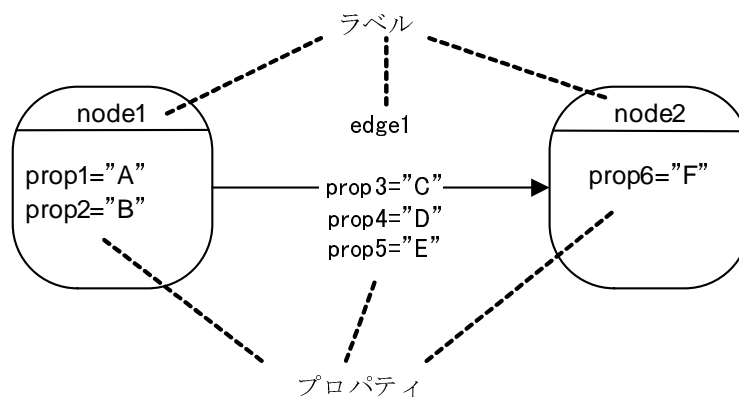 ラベル
node1
edge1
node2
prop1="A"
prop2="B"
prop3="C"
prop4="D"
prop5="E"
prop6="F"
プロパティ